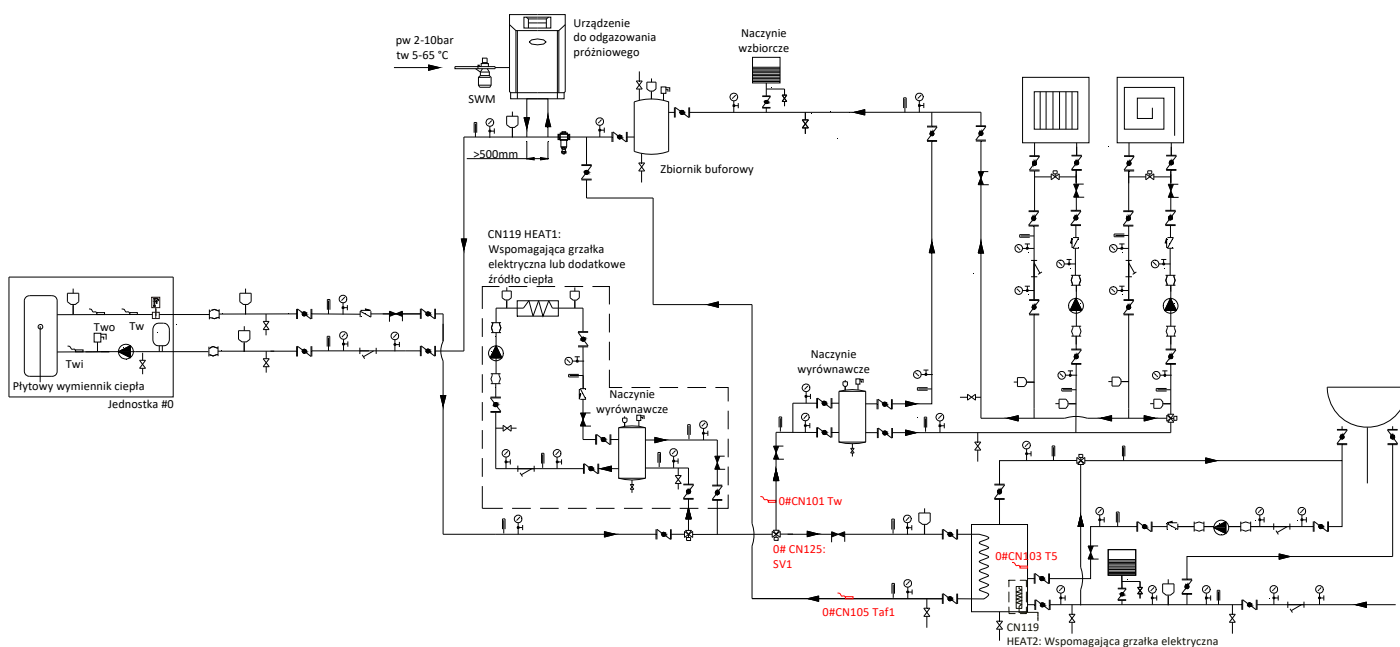 pw 2-10bar
tw 5-65 °C
SWM
Urządzenie
do odgazowania
próżniowego
>500mm
Naczynie
wzbiorcze
Zbiornik buforowy
CN119 HEAT1:
Wspomagająca grzałka
elektryczna lub dodatkowe
źródło ciepła
Naczynie
wyrównawcze
Two
Tw
Twi
Płytowy wymiennik ciepła
Jednostka #0
Naczynie
wyrównawcze
0#CN101 Tw
0# CN125:
SV1
0#CN103 T5
0#CN105 Taf1
CN119
HEAT2: Wspomagająca grzałka elektryczna